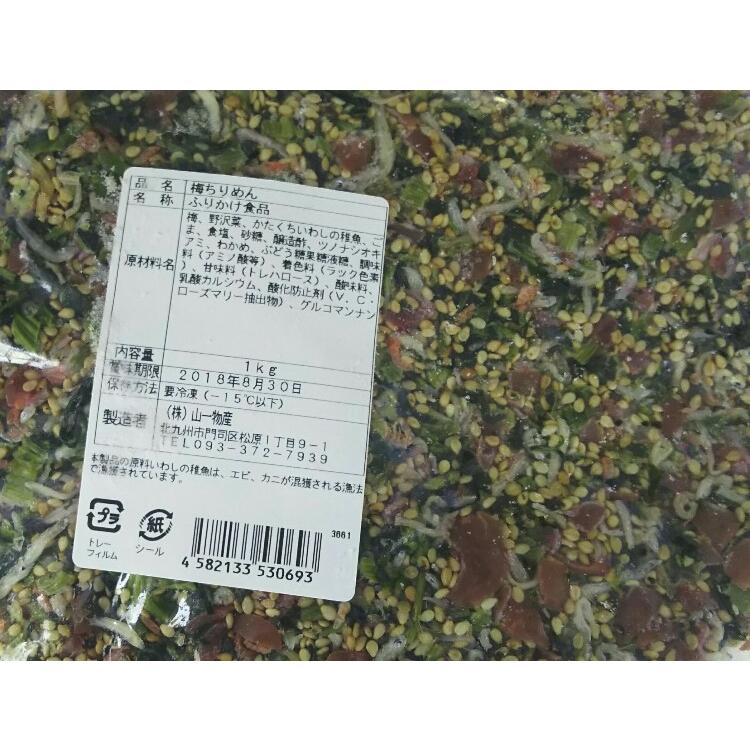 品名 梅ちりめん
名称 ふりかけ食品
原材料名 梅、野沢菜、かたくちいわしの稚魚、ご
ま、食塩、砂糖、醸造酢、ツノナシオキ
アミ、わかめ、ぶどう糖果糖液糖、調味
料(アミノ酸等)、着色料(ラック色素
)、甘味料(トレハロース)、酸味料、
乳酸カルシウム、酸化防止剤(V.C、
ローズマリー抽出物)、グルコマンナン
内容量 1kg
賞味期限 2018年8月30日
保存方法 要冷凍(-15℃以下)
製造者 (株)山一物産
北九州市門司区松原1丁目9-1
TEL093-372-7939
本製品の原料いわしの稚魚は、エビ、カニが混獲される漁法
で漁獲されています。
プラ
トレー
フィルム
紙
シール
3661
4 582133 530693